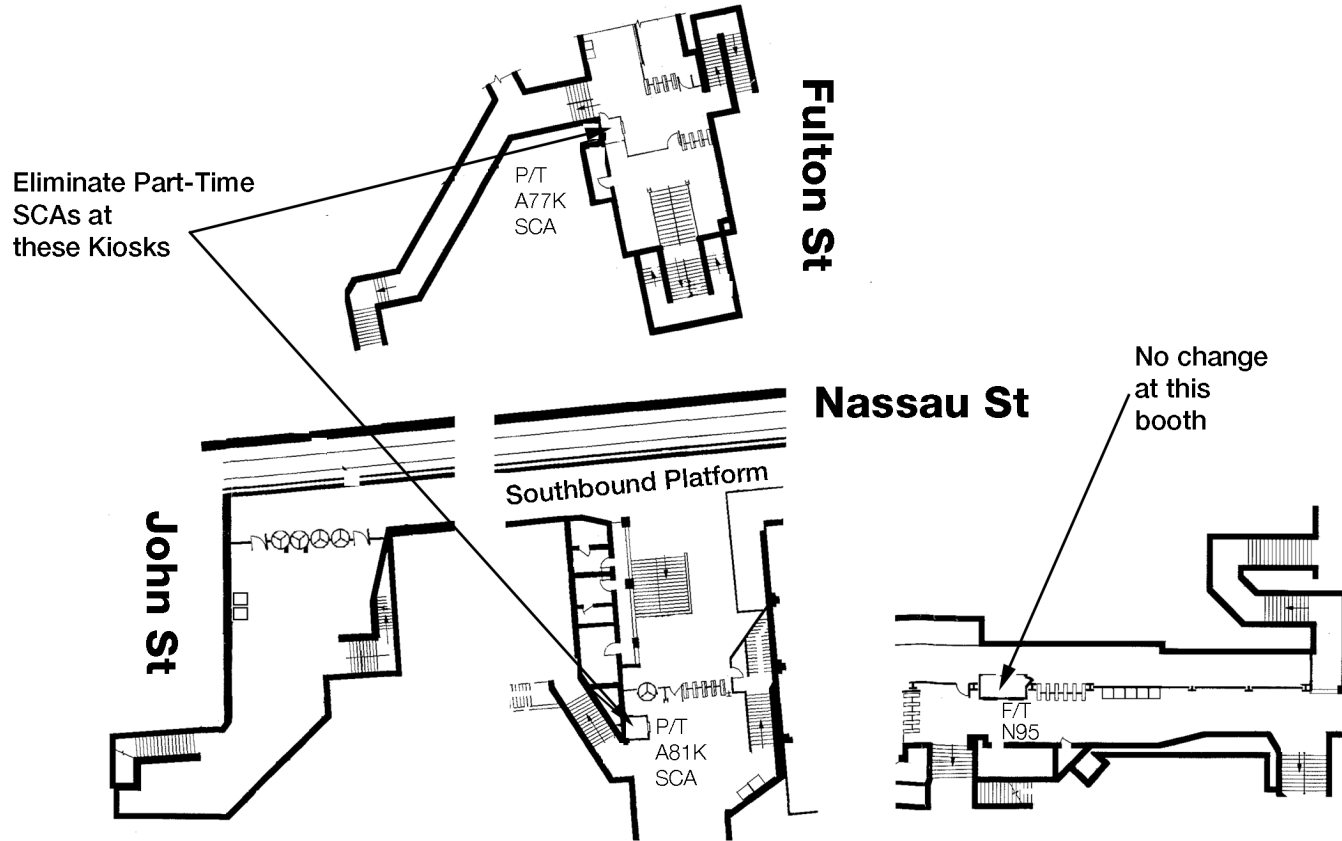 Fulton St
Eliminate Part-Time
SCAs at
these Kiosks
P/T
A77K
SCA
No change
at this
booth
Nassau St
Southbound Platform
John St
P/T
A81K
SCA
F/T
N95